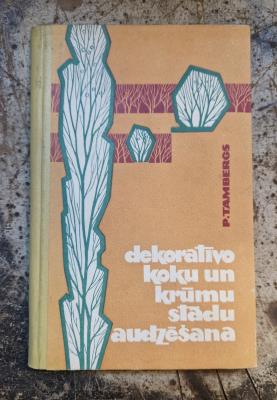 P. TAMBERGS
dekoratīvo
koku un
krūmu
stādu
audzēšana